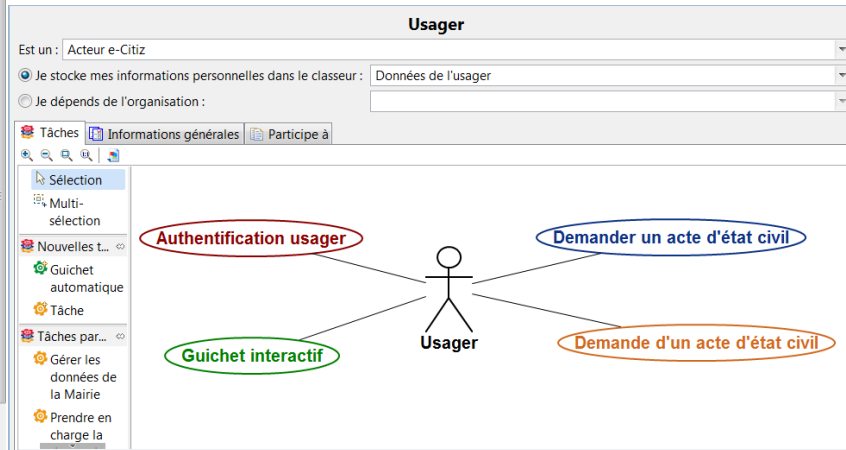 Usager
Est un : Acteur e-Citiz
Je stocke mes informations personnelles dans le classeur : Données de l'usager
Je dépends de l'organisation :
Tâches Informations générales Participe à
Sélection
Multi-
sélection
Nouvelles t...
Guichet
automatique
Tâche
Tâches par...
Gérer les
données de
la Mairie
Prendre en
charge la
Authentification usager
Demander un acte d'état civil
Usager
Guichet interactif
Demande d'un acte d'état civil